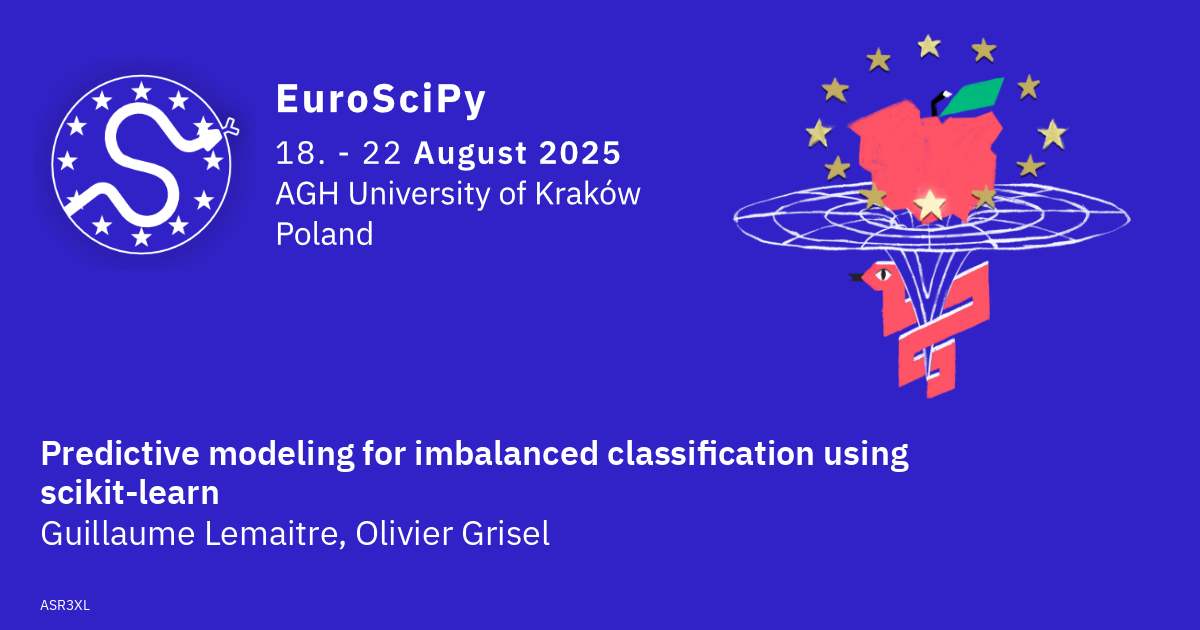 EuroSciPy
18. - 22 August 2025
AGH University of Kraków
Poland
Predictive modeling for imbalanced classification using
scikit-learn
Guillaume Lemaitre, Olivier Grisel
ASR3XL